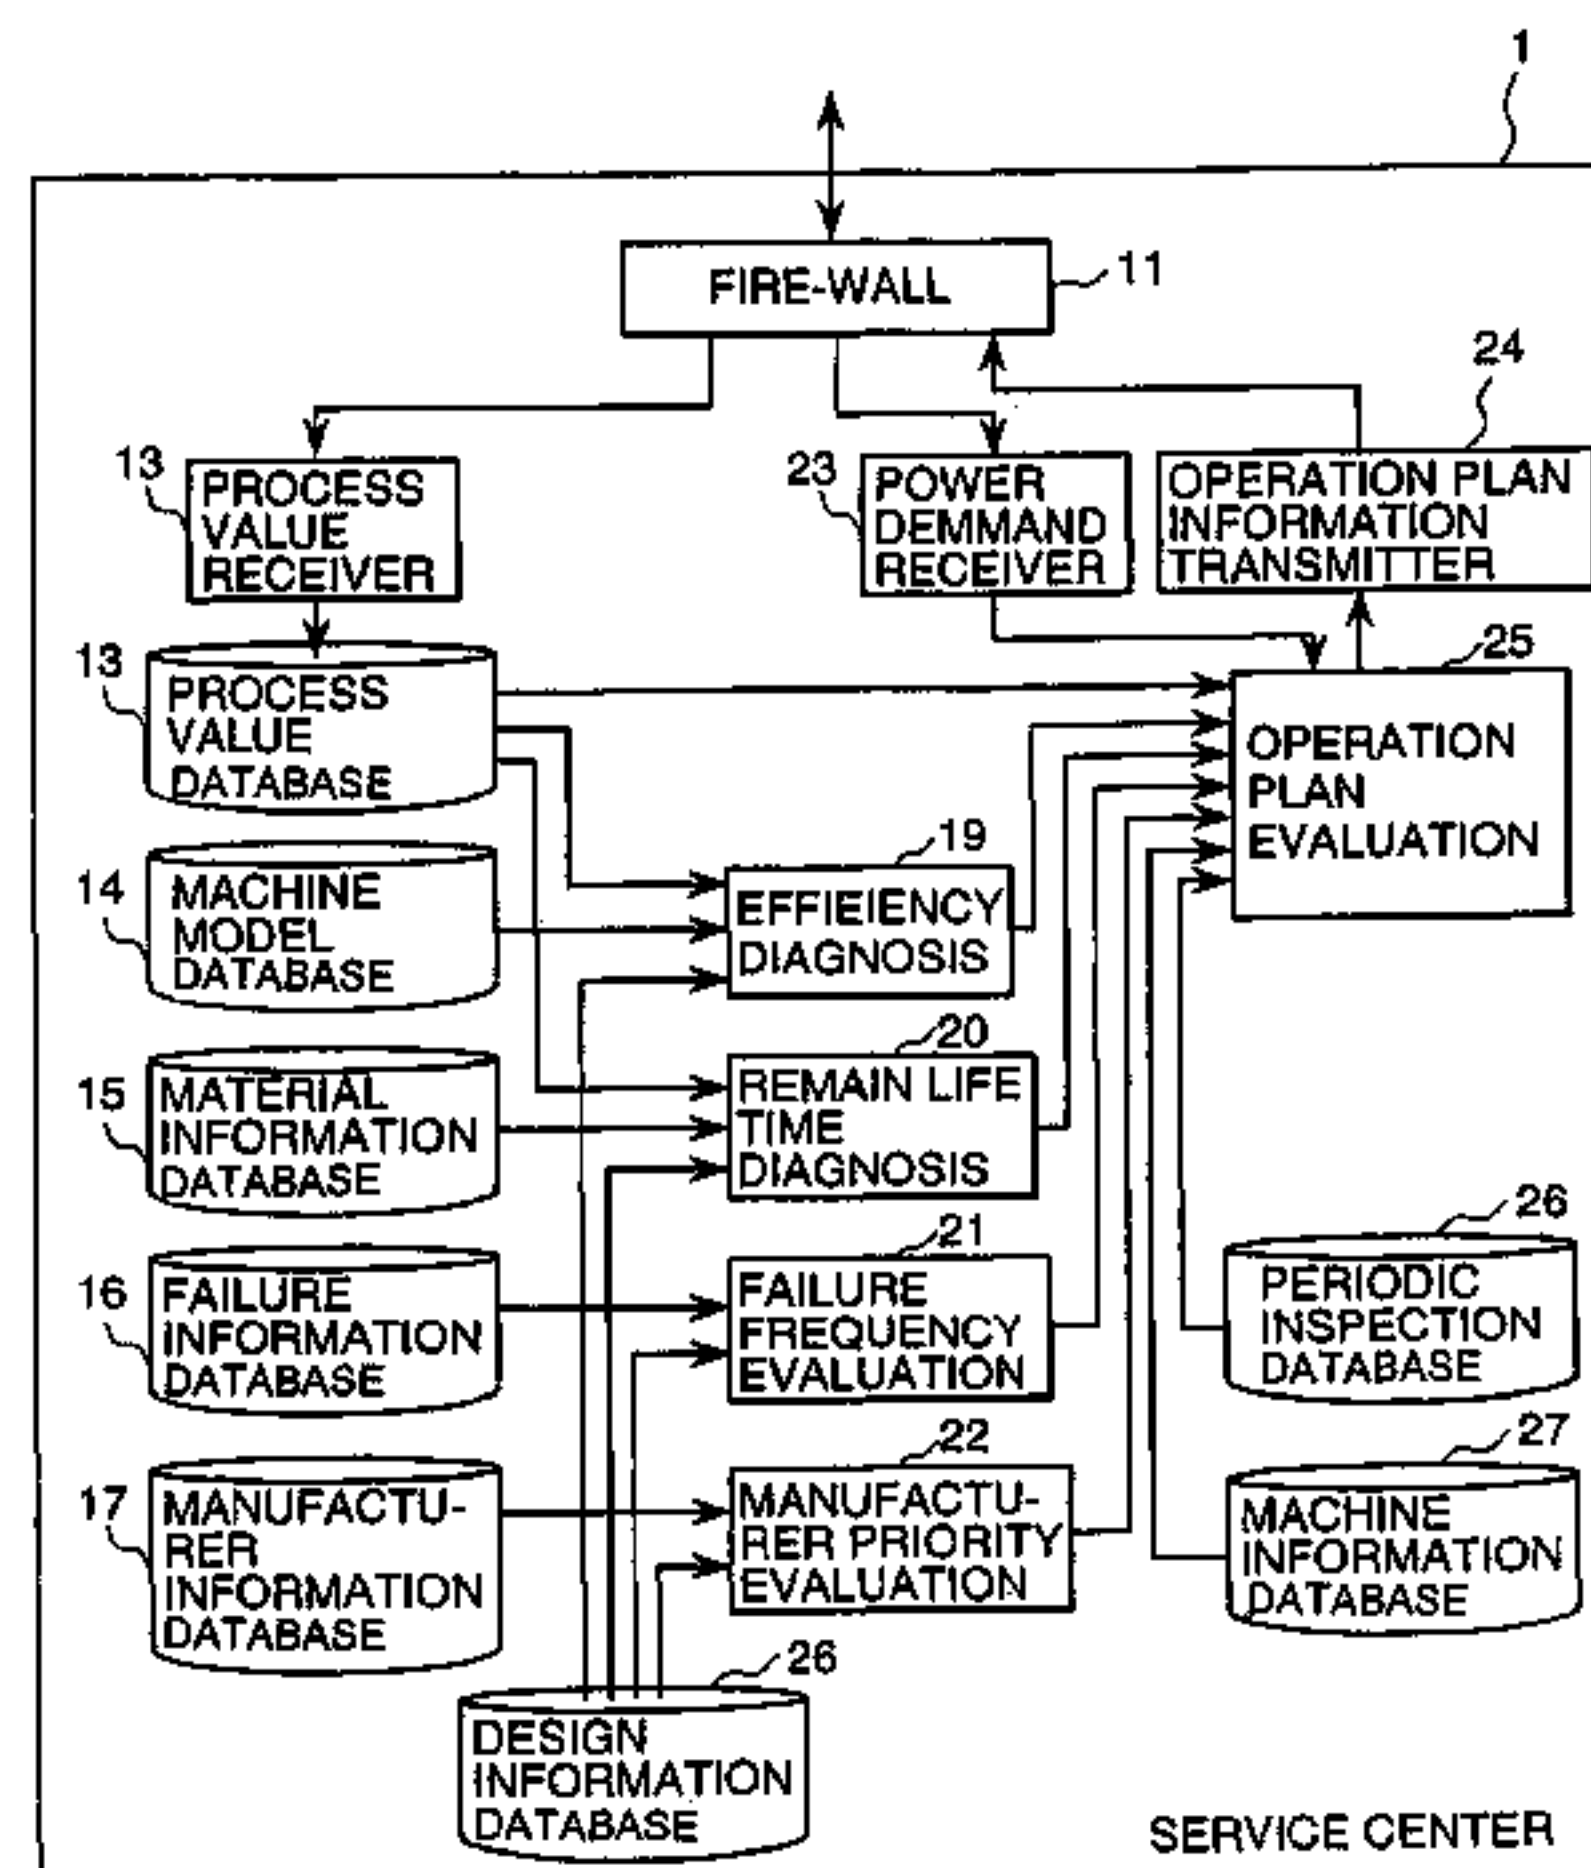 1
FIRE-WALL
11
24
13
PROCESS
VALUE
RECEIVER
23
POWER
DEMMAND
RECEIVER
OPERATION PLAN
INFORMATION
TRANSMITTER
13
PROCESS
VALUE
DATABASE
25
OPERATION
PLAN
EVALUATION
14
MACHINE
MODEL
DATABASE
19
EFFIEIENCY
DIAGNOSIS
15
MATERIAL
INFORMATION
DATABASE
20
REMAIN LIFE
TIME
DIAGNOSIS
16
FAILURE
INFORMATION
DATABASE
21
FAILURE
FREQUENCY
EVALUATION
26
PERIODIC
INSPECTION
DATABASE
17
MANUFACTU-
RER
INFORMATION
DATABASE
22
MANUFACTU-
RER PRIORITY
EVALUATION
27
MACHINE
INFORMATION
DATABASE
26
DESIGN
INFORMATION
DATABASE
SERVICE CENTER